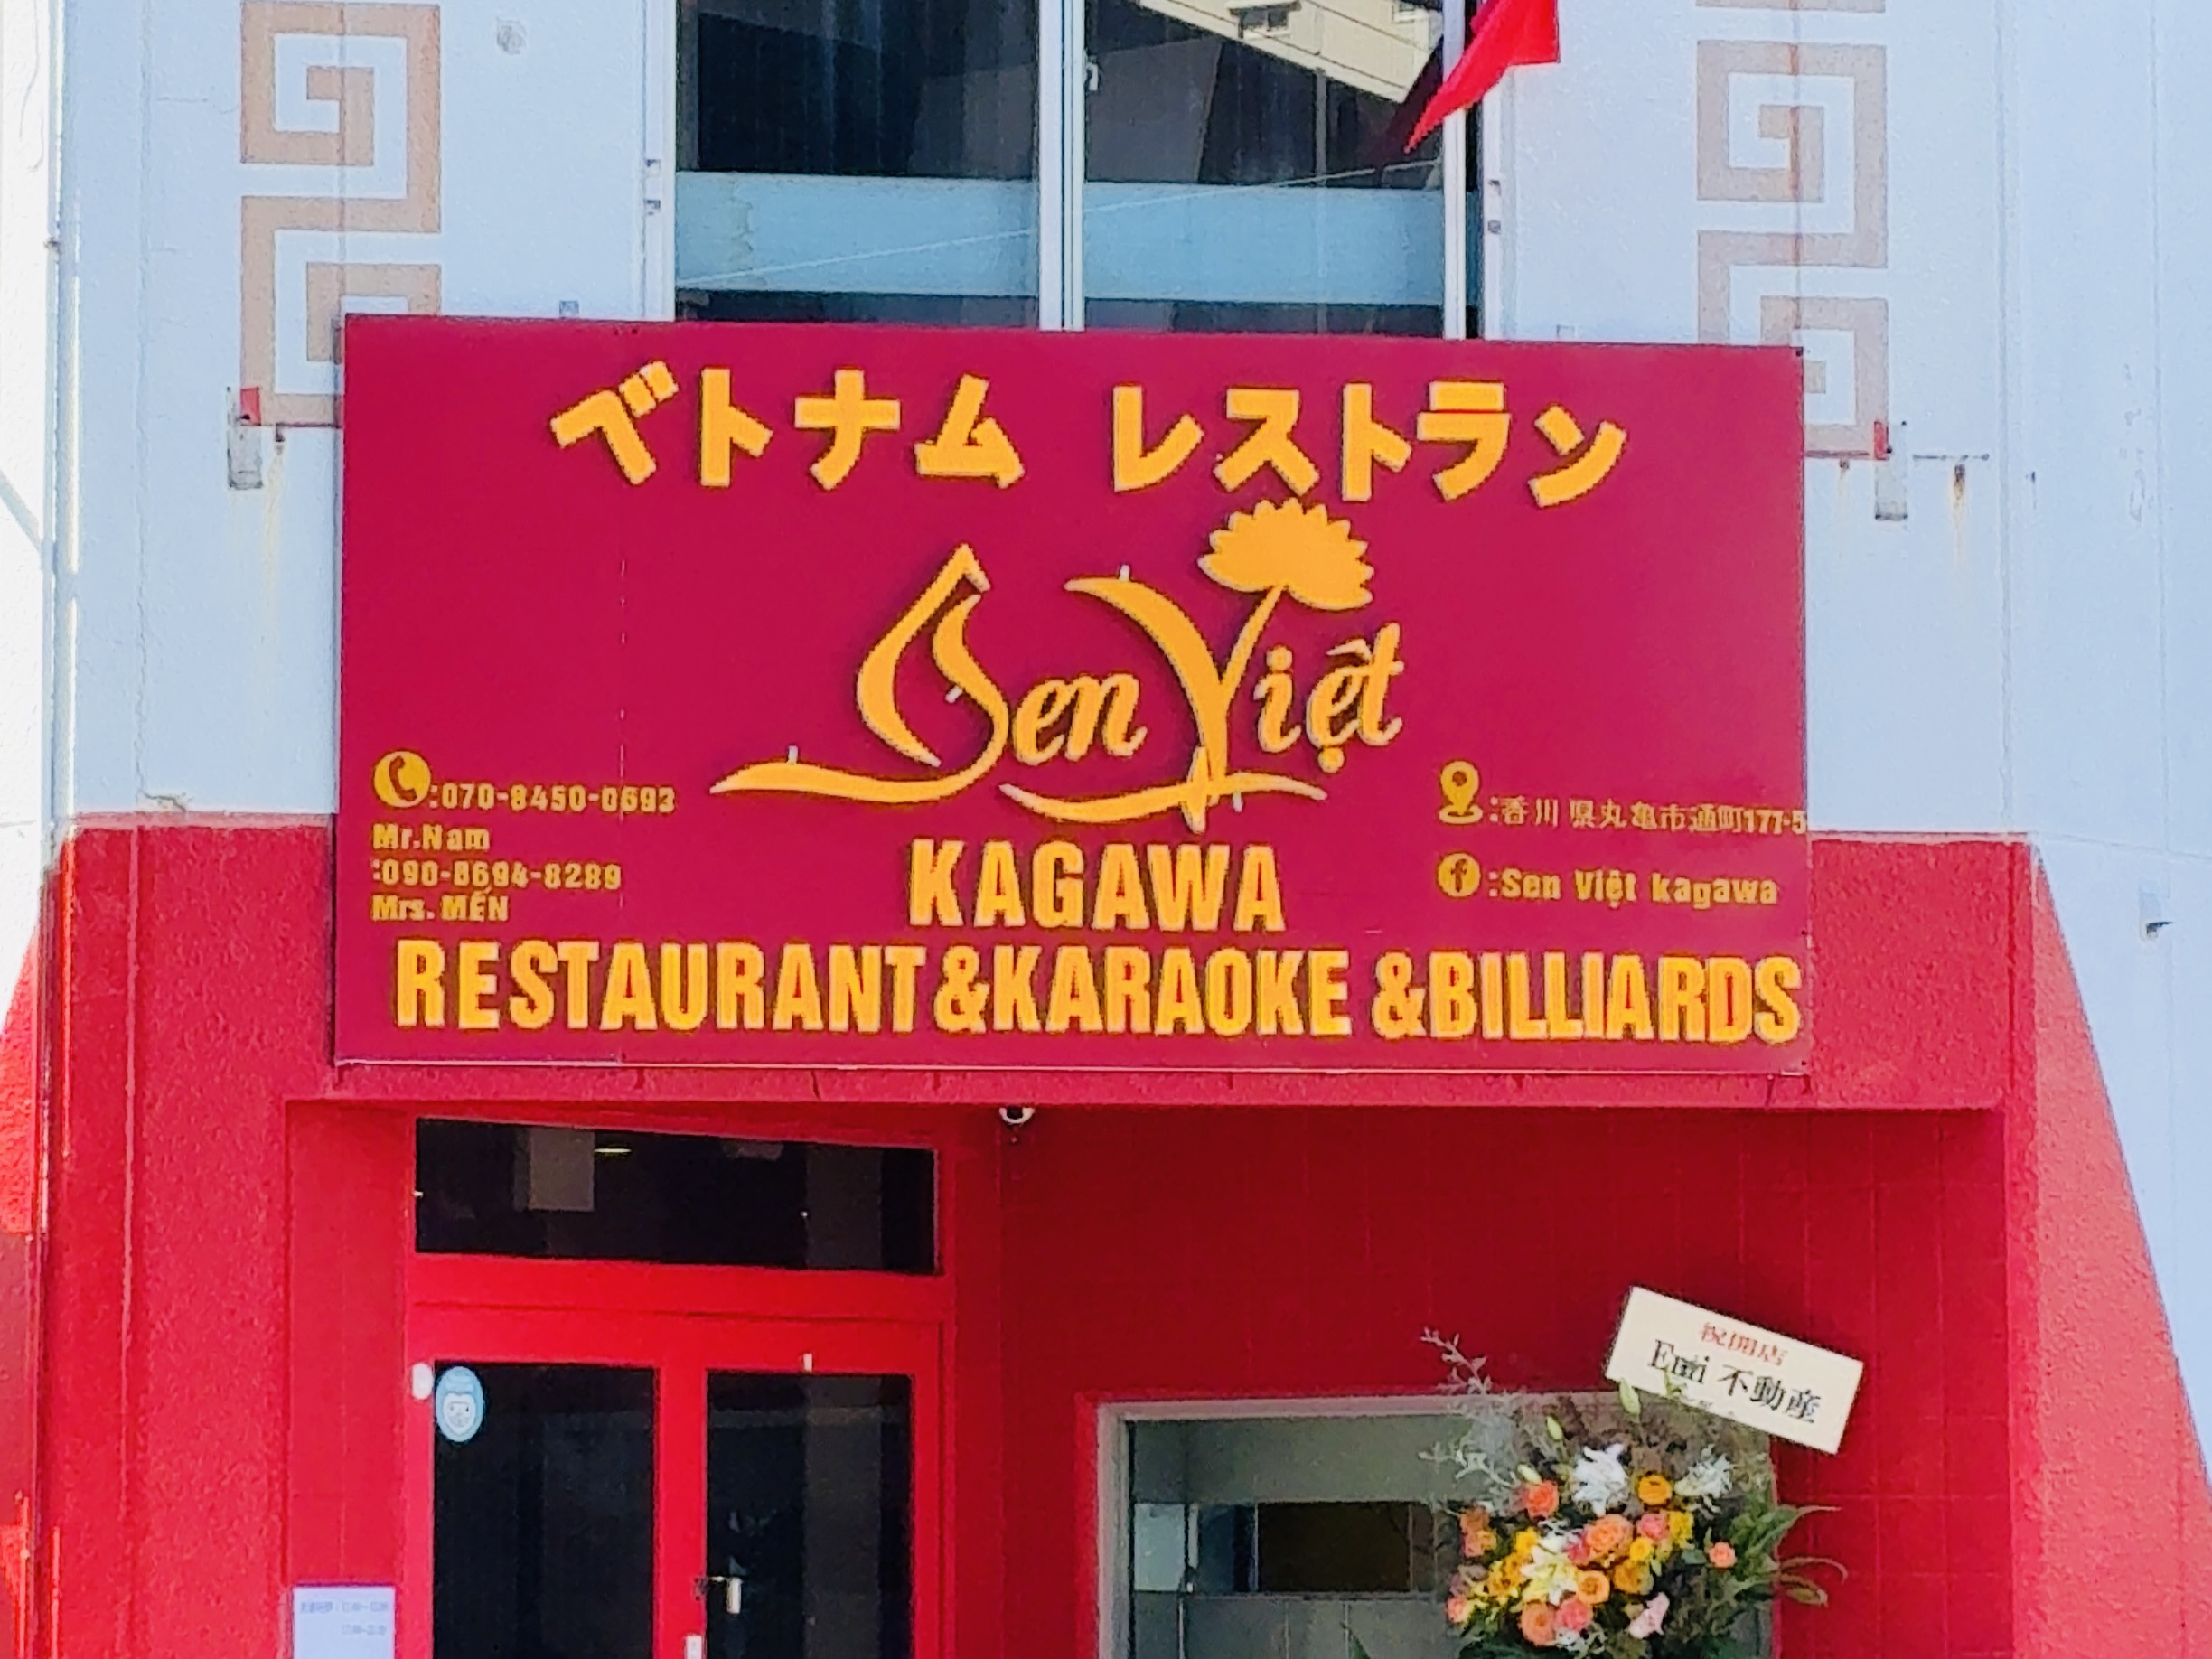 ベトナム レストラン
Sen Việt
:070-8450-0693
Mr.Nam
:090-8694-8289
Mrs.MẾN
:香川県丸亀市通町177-5
f:Sen Việt kagawa
KAGAWA
RESTAURANT&KARAOKE &BILLIARDS
祝開店
Emi 不動産